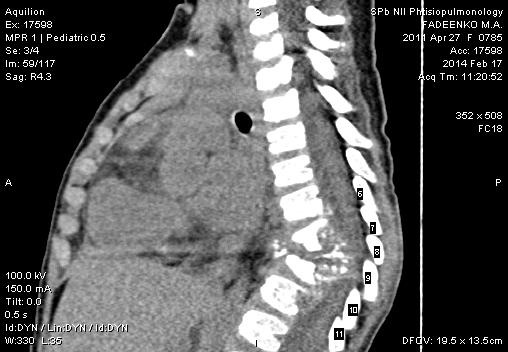 Aquilion
Ex: 17598
MPR 1 | Pediatric 0.5
Se: 3/4
Im: 59/117
Sag: R4.3
S
SPb NII Phtisiopulmonology
FADEENKO M.A.
2011 Apr 27 F 0785
Acc: 17598
2014 Feb 17
Acq Tm: 11:20:52
352 x 508
FC18
A
P
6
7
8
9
10
11
100.0 kV
150.0 mA
Tilt: 0.0
0.5 s
Id:DYN / Lin:DYN / Id:DYN
W:330 L:35
I
DFOV: 19.5 x 13.5cm